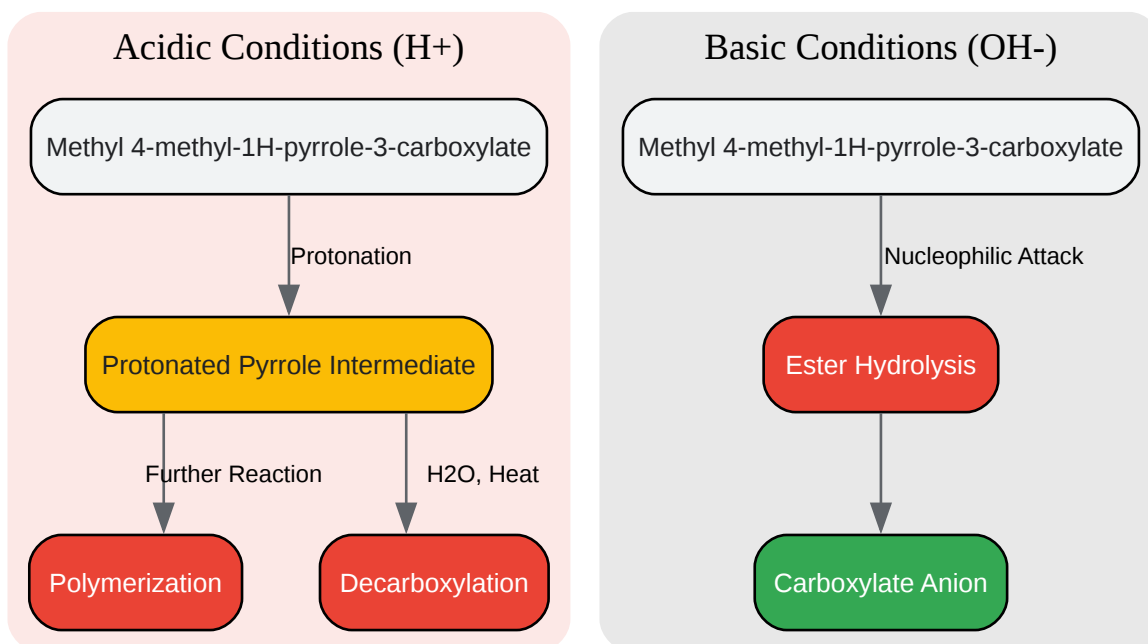 Acidic Conditions (H+)
Methyl 4-methyl-1H-pyrrole-3-carboxylate
Protonation
Protonated Pyrrole Intermediate
Further Reaction
H2O, Heat
Polymerization
Decarboxylation
Basic Conditions (OH-)
Methyl 4-methyl-1H-pyrrole-3-carboxylate
Nucleophilic Attack
Ester Hydrolysis
Carboxylate Anion